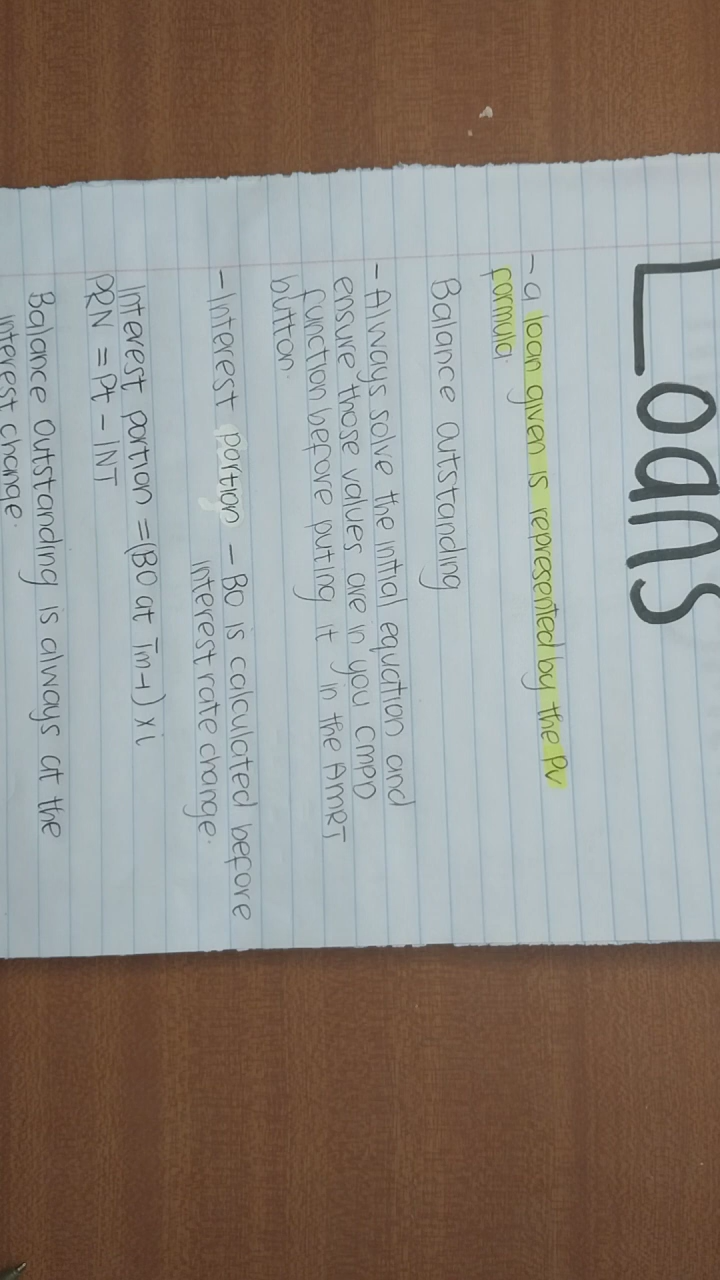 Loans
- a loan given is represented by the PV
formula.
Balance outstanding
- Always solve the initial equation and
ensure those values are in you CMPD
function before puting it in the AMRT
button.
- Interest portion - BO is calculated before
interest rate change.
Interest portion = (BO at Tm-1) x i
PRN = Pt - INT
Balance outstanding is always at the
interest change.